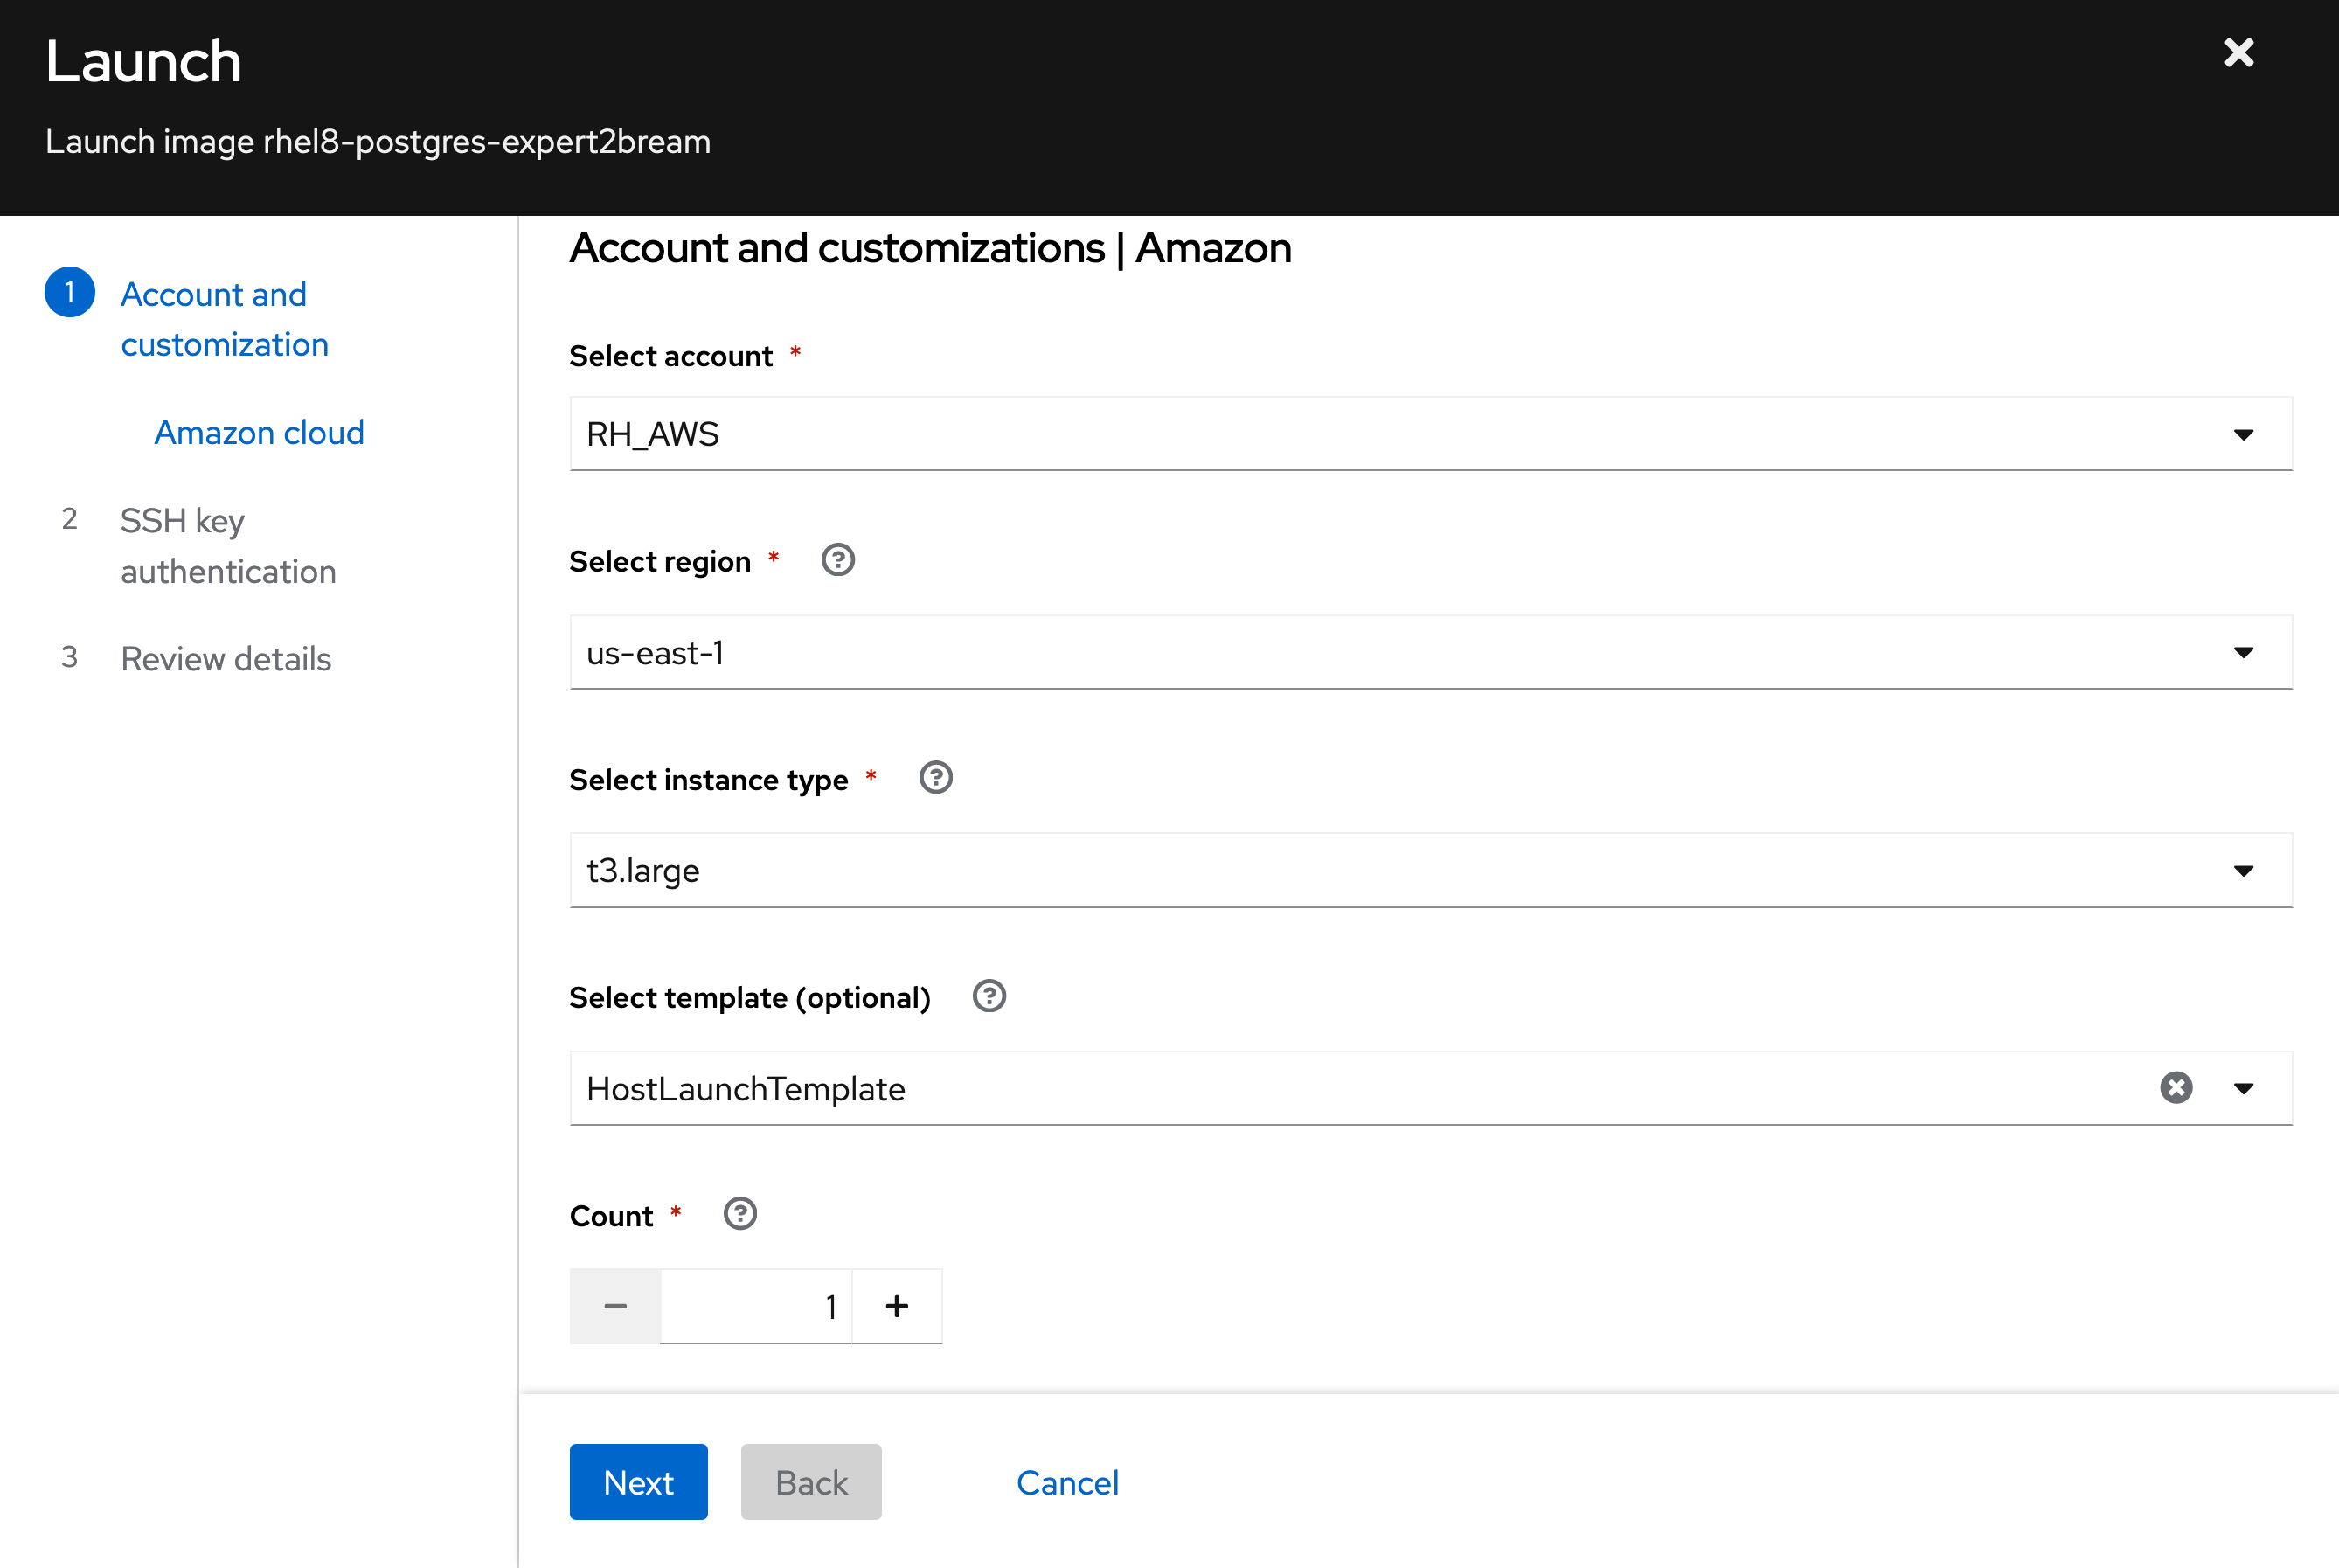 Launch
Launch image rhel8-postgres-expert2bream
1
Account and
customization
Amazon cloud
2
SSH key
authentication
3
Review details
Account and customizations | Amazon
Select account *
RH_AWS
Select region *
us-east-1
Select instance type *
t3.large
Select template (optional)
HostLaunchTemplate
Count *
1
Next
Back
Cancel